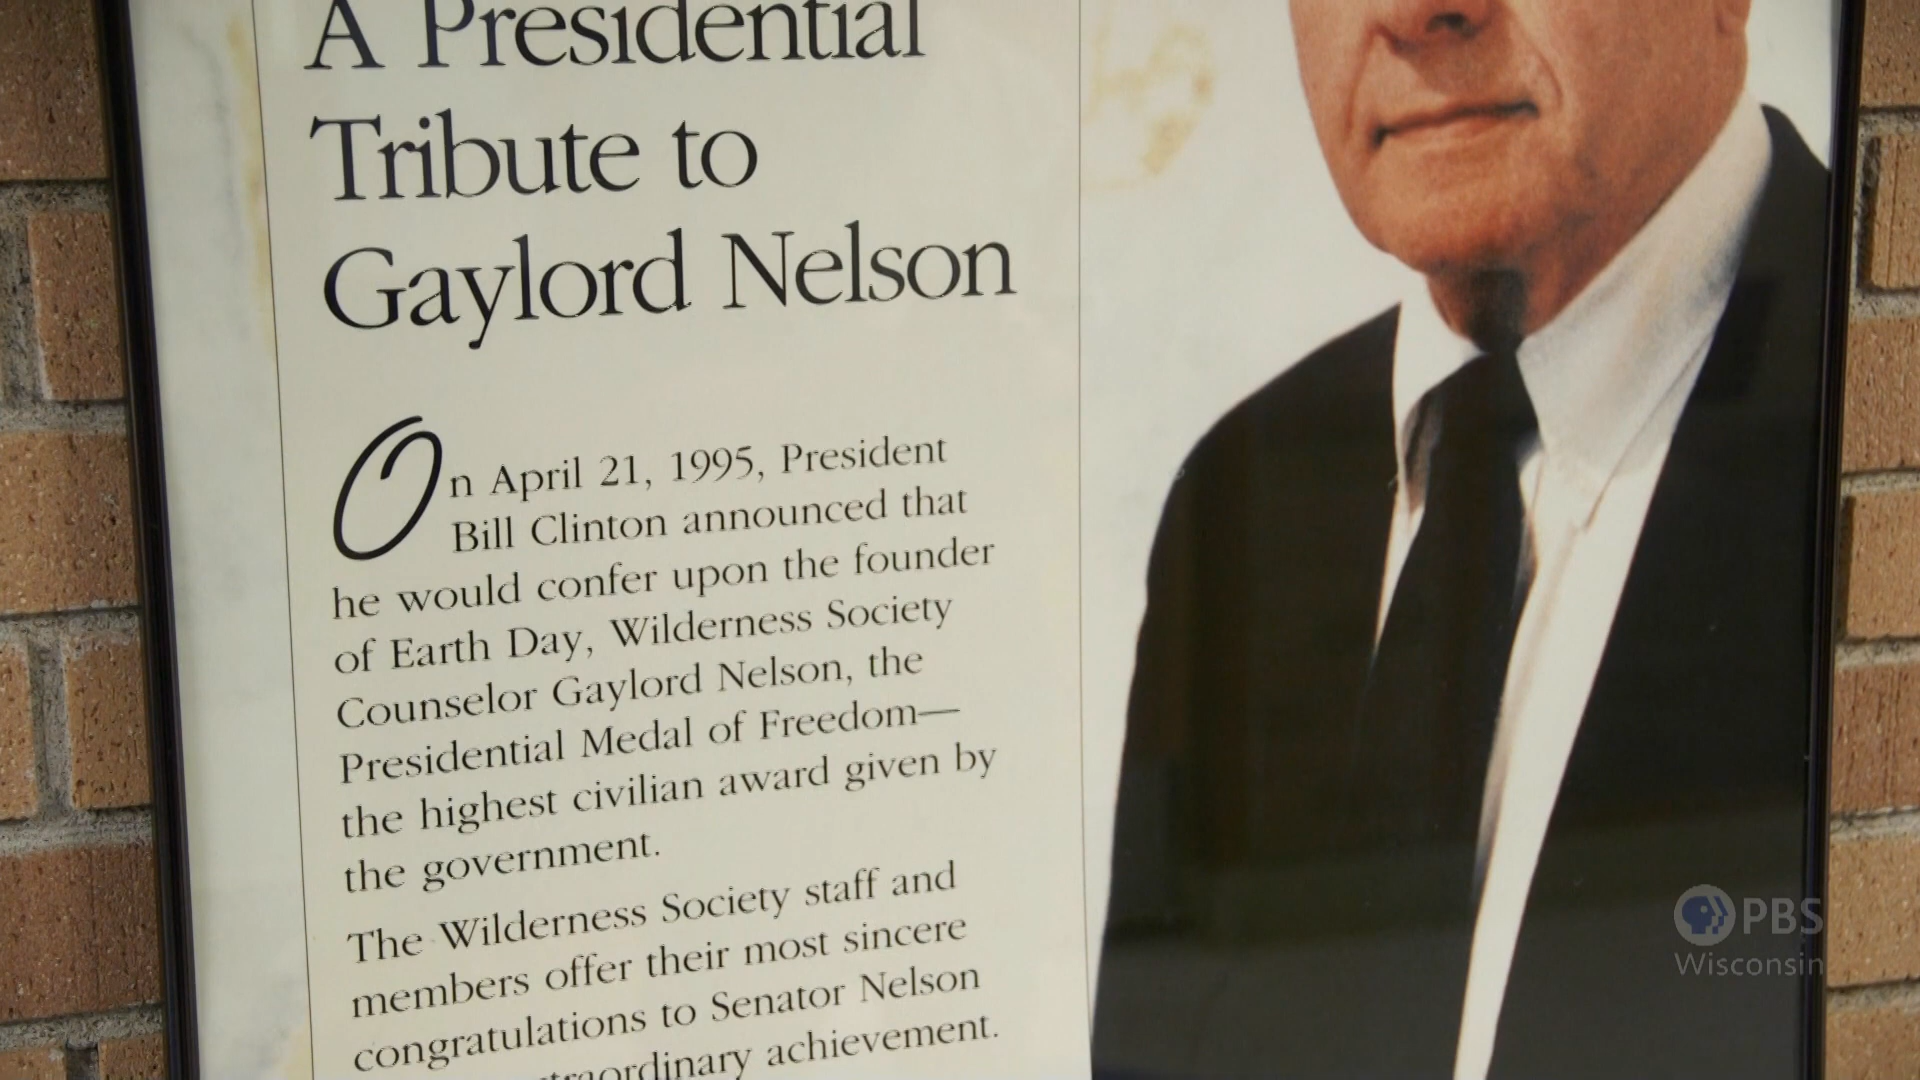 A Presidential
Tribute to
Gaylord Nelson
On April 21, 1995, President
Bill Clinton announced that
he would confer upon the founder
of Earth Day, Wilderness Society
Counselor Gaylord Nelson, the
Presidential Medal of Freedom—
the highest civilian award given by
the government.
The Wilderness Society staff and
members offer their most sincere
congratulations to Senator Nelson
achievement.
PBS
Wisconsin